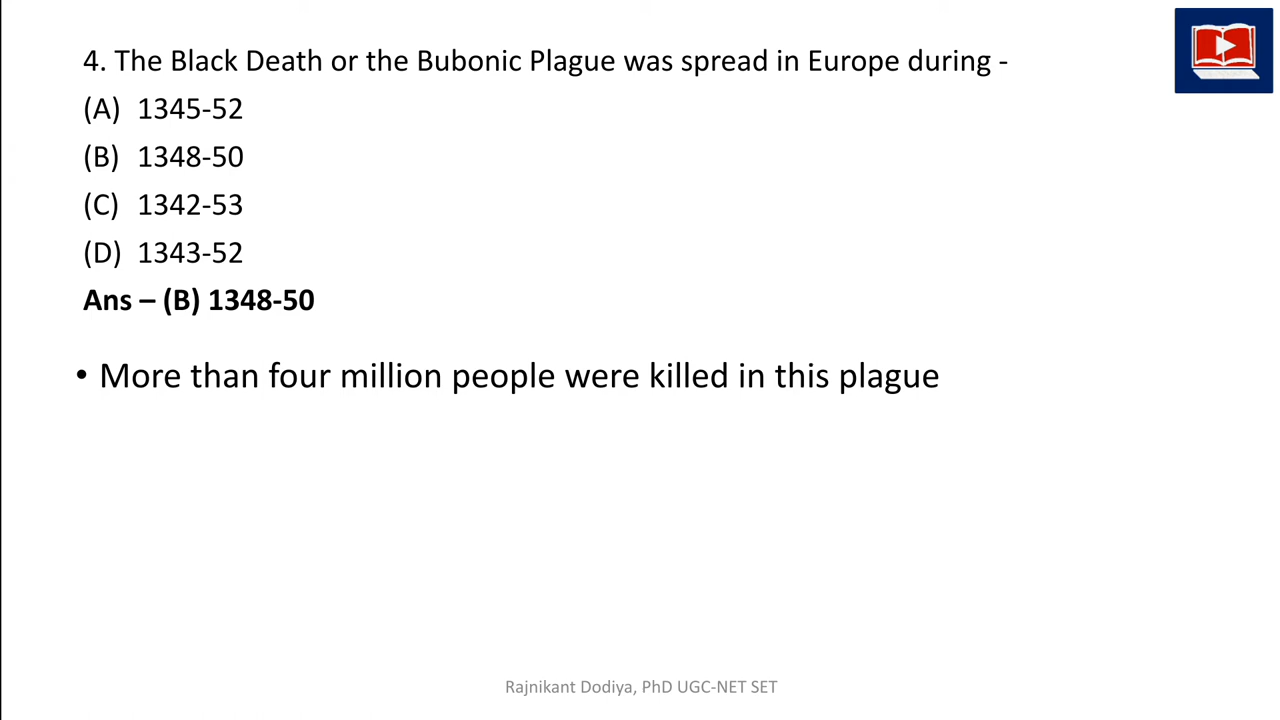 4. The Black Death or the Bubonic Plague was spread in Europe during -
(A) 1345-52
(B) 1348-50
(C) 1342-53
(D) 1343-52
Ans – (B) 1348-50
• More than four million people were killed in this plague
Rajnikant Dodiya, PhD UGC-NET SET